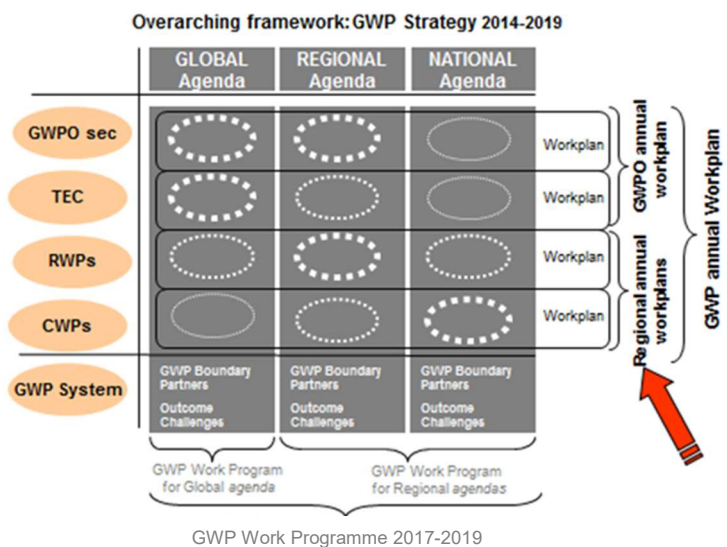 Overarching framework: GWP Strategy 2014-2019
GLOBAL
Agenda
REGIONAL
Agenda
NATIONAL
Agenda
GWPO sec
Workplan
TEC
Workplan
RWPs
Workplan
CWPs
Workplan
GWPO annual
workplan
Regional annual
workplans
GWP annual Workplan
GWP System
GWP Boundary
Partners
Outcome
Challenges
GWP Boundary
Partners
Outcome
Challenges
GWP Boundary
Partners
Outcome
Challenges
GWP Work Program
for Global agenda
GWP Work Program
for Regional agendas
GWP Work Programme 2017-2019